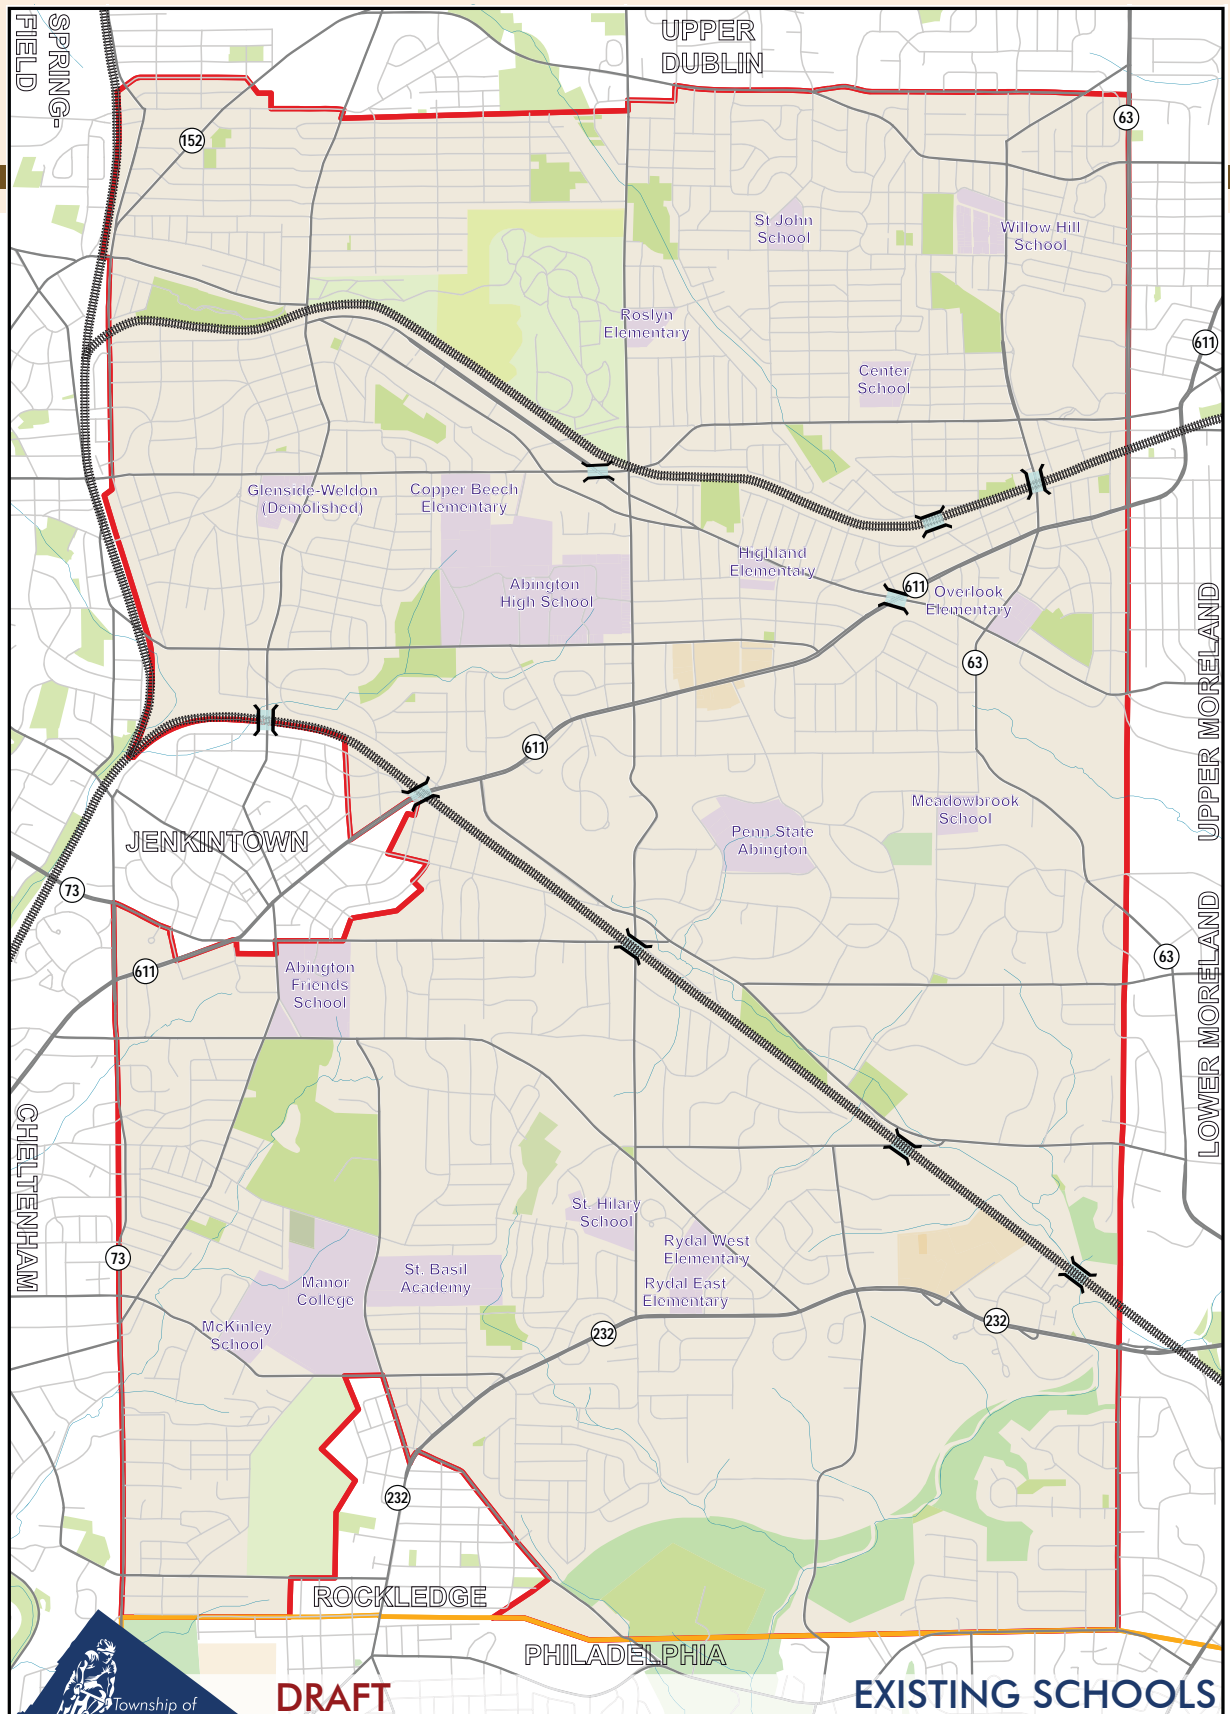 SPRING-
FIELD
UPPER
DUBLIN
63
152
St John
School
Willow Hill
School
Roslyn
Elementary
611
Center
School
Glenside-Weldon
(Demolished)
Copper Beech
Elementary
Highland
Elementary
Abington
High School
611
Overlook
Elementary
63
UPPER MORELAND
611
Meadowbrook
School
Penn State
Abington
JENKINTOWN
73
LOWER MORELAND
63
611
Abington
Friends
School
CHELTENHAM
St. Hilary
School
Rydal West
Elementary
73
St. Basil
Academy
Manor
College
Rydal East
Elementary
McKinley
School
232
232
232
ROCKLEDGE
PHILADELPHIA
Township of
DRAFT
EXISTING SCHOOLS